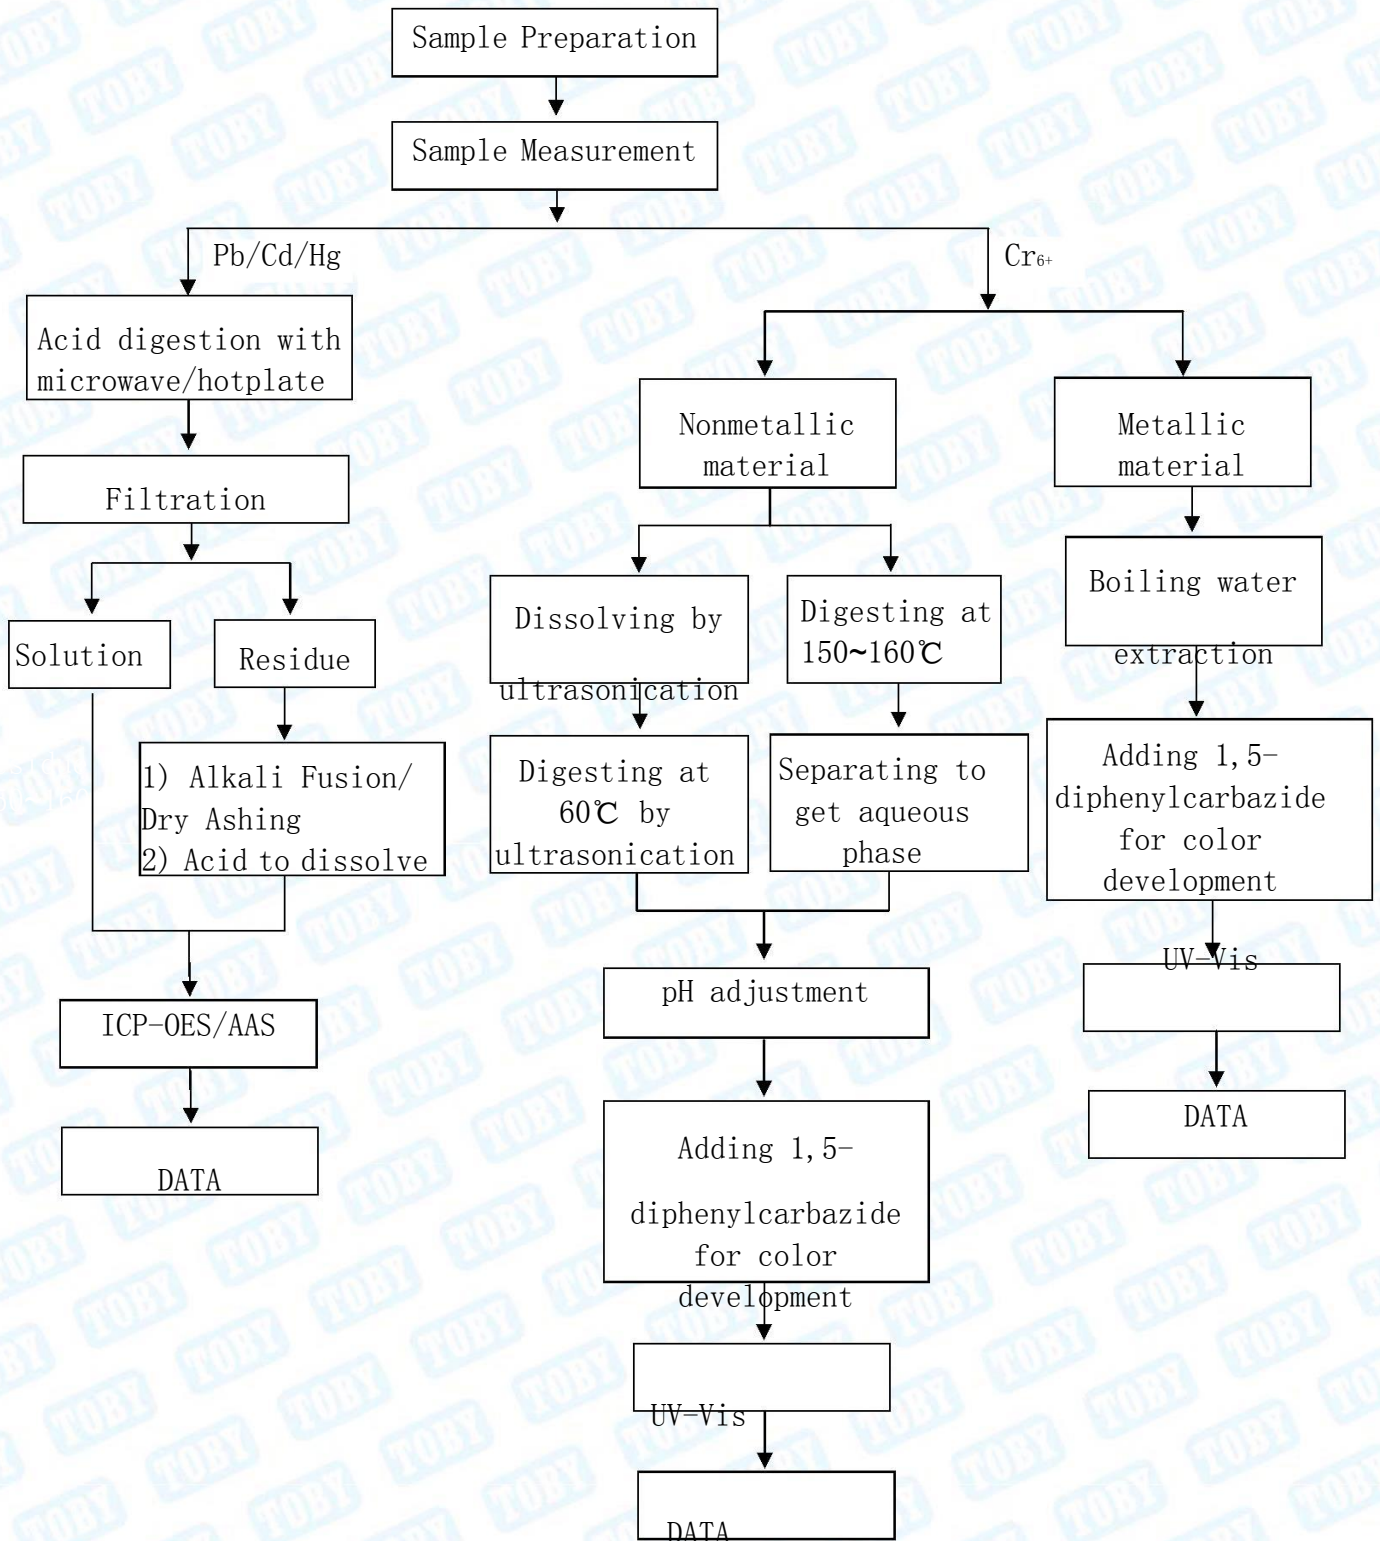 Sample Preparation
Sample Measurement
Pb/Cd/Hg
Cr6+
Acid digestion with
microwave/hotplate
Filtration
Solution
Residue
1) Alkali Fusion/
Dry Ashing
2) Acid to dissolve
ICP-OES/AAS
DATA
Nonmetallic
material
Dissolving by
ultrasonication
Digesting at
60℃ by
ultrasonication
Digesting at
150~160℃
Separating to
get aqueous
phase
pH adjustment
Adding 1,5-
diphenylcarbazide
for color
development
UV-Vis
DATA
Metallic
material
Boiling water
extraction
Adding 1,5-
diphenylcarbazide
for color
development
UV-Vis
DATA
TOBY